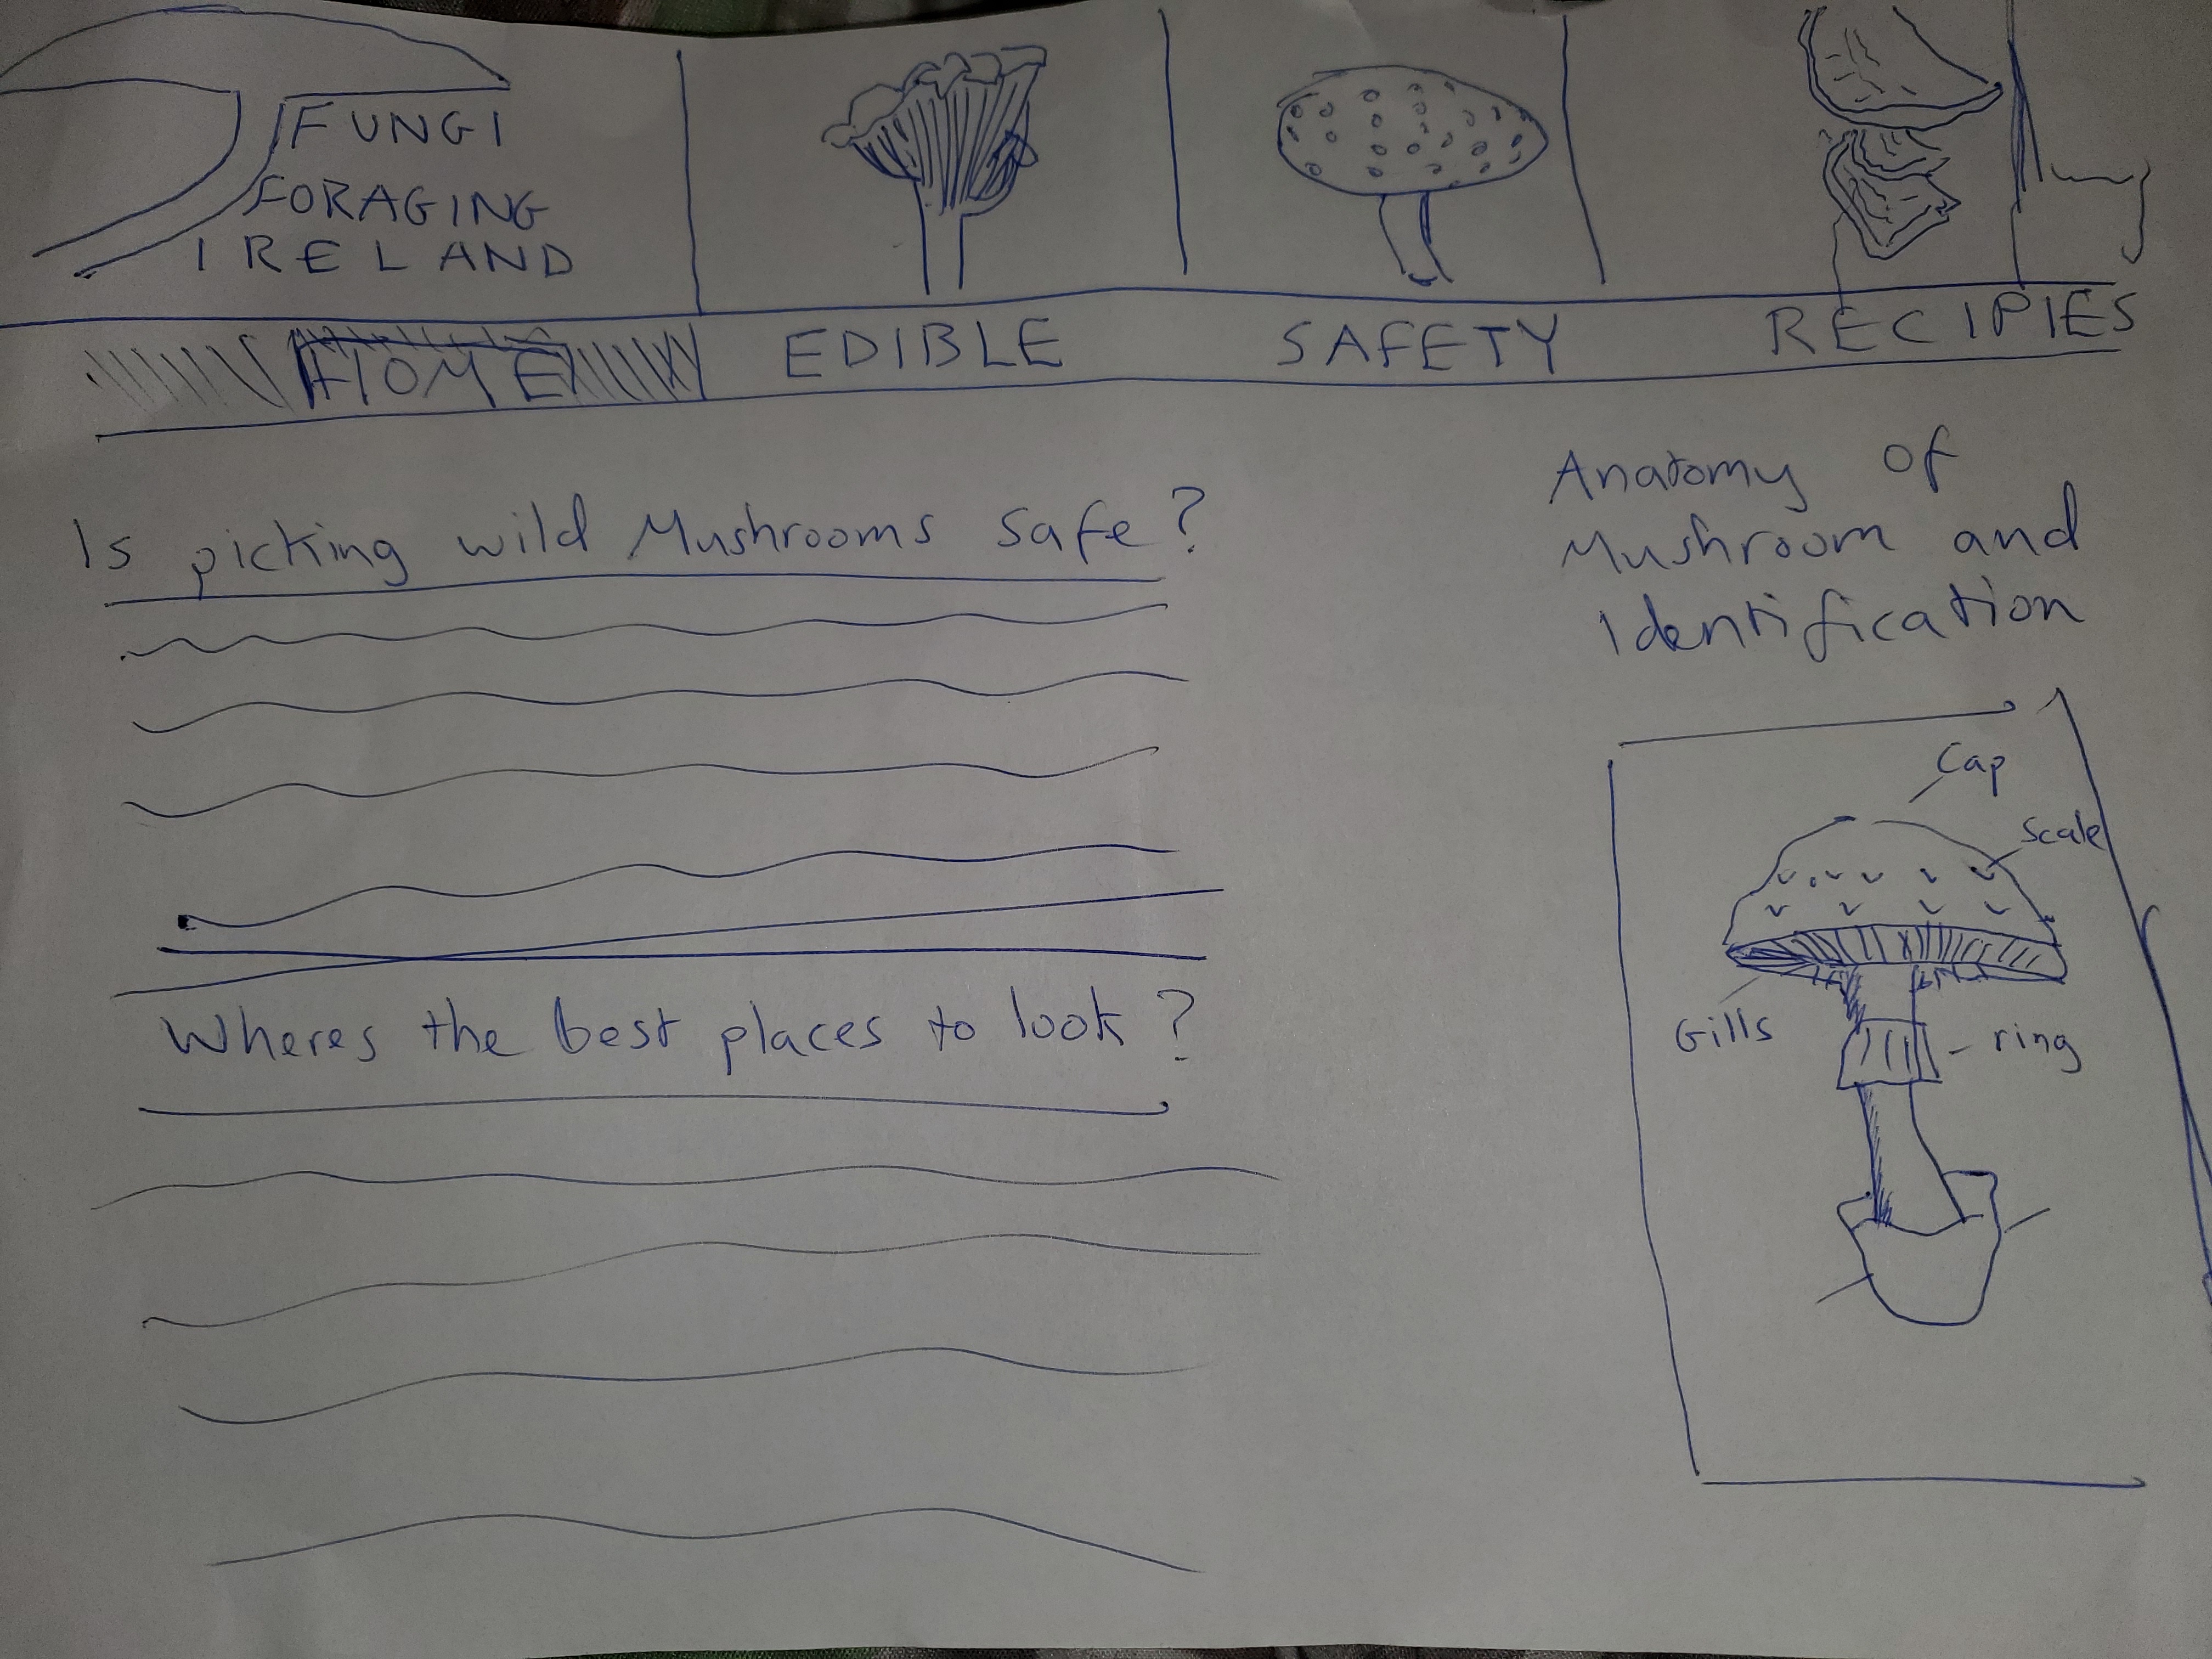 FUNGI
FORAGING
IRELAND
HOME EDIBLE SAFETY RECIPIES
Is picking wild Mushrooms safe?
Wheres the best places to look?
Anatomy of
Mushroom and
Identification
Cap
scale
Gills
ring